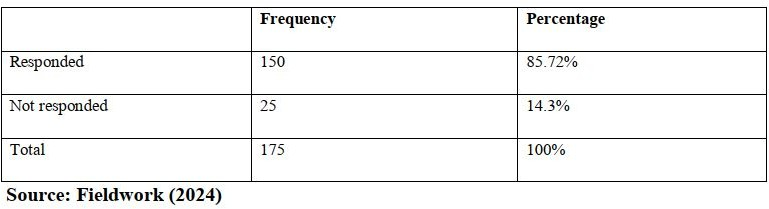 Frequency Percentage
Responded 150 85.72%
Not responded 25 14.3%
Total 175 100%
Source: Fieldwork (2024)